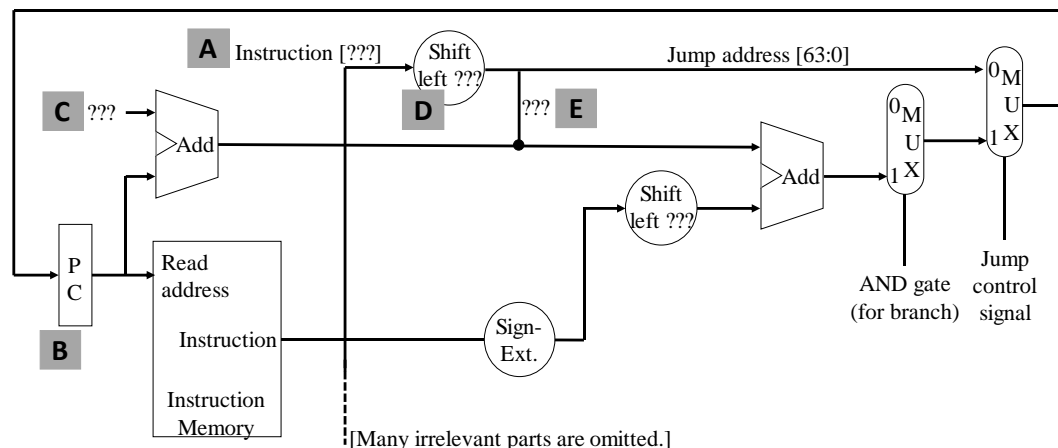 A Instruction [???]
Shift
left ???
D
Jump address [63:0]
0 M
U
1 X
C ???
Add
??? E
0 M
U
1 X
Add
Shift
left ???
P
C
B
Read
address
Instruction
Instruction
Memory
Sign-
Ext.
AND gate
(for branch)
Jump
control
signal
[Many irrelevant parts are omitted.]